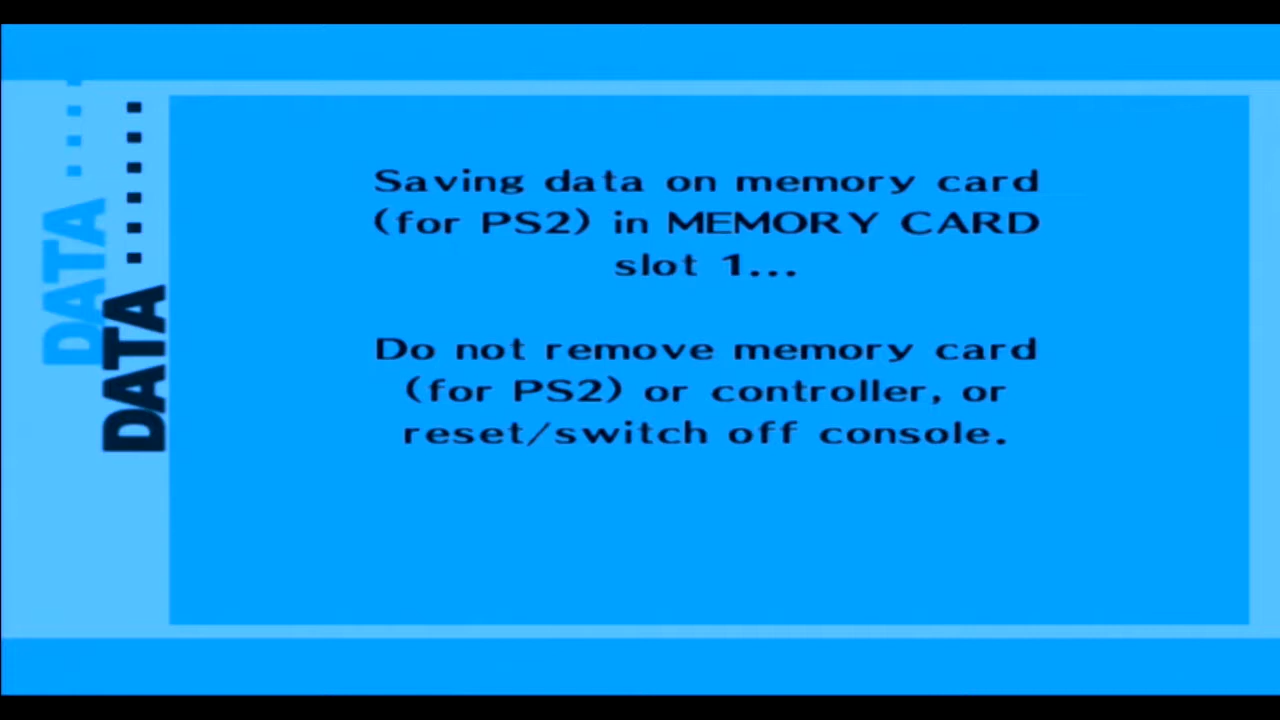 DATA ......
DATA ....
Saving data on memory card
(for PS2) in MEMORY CARD
slot 1...
Do not remove memory card
(for PS2) or controller, or
reset/switch off console.